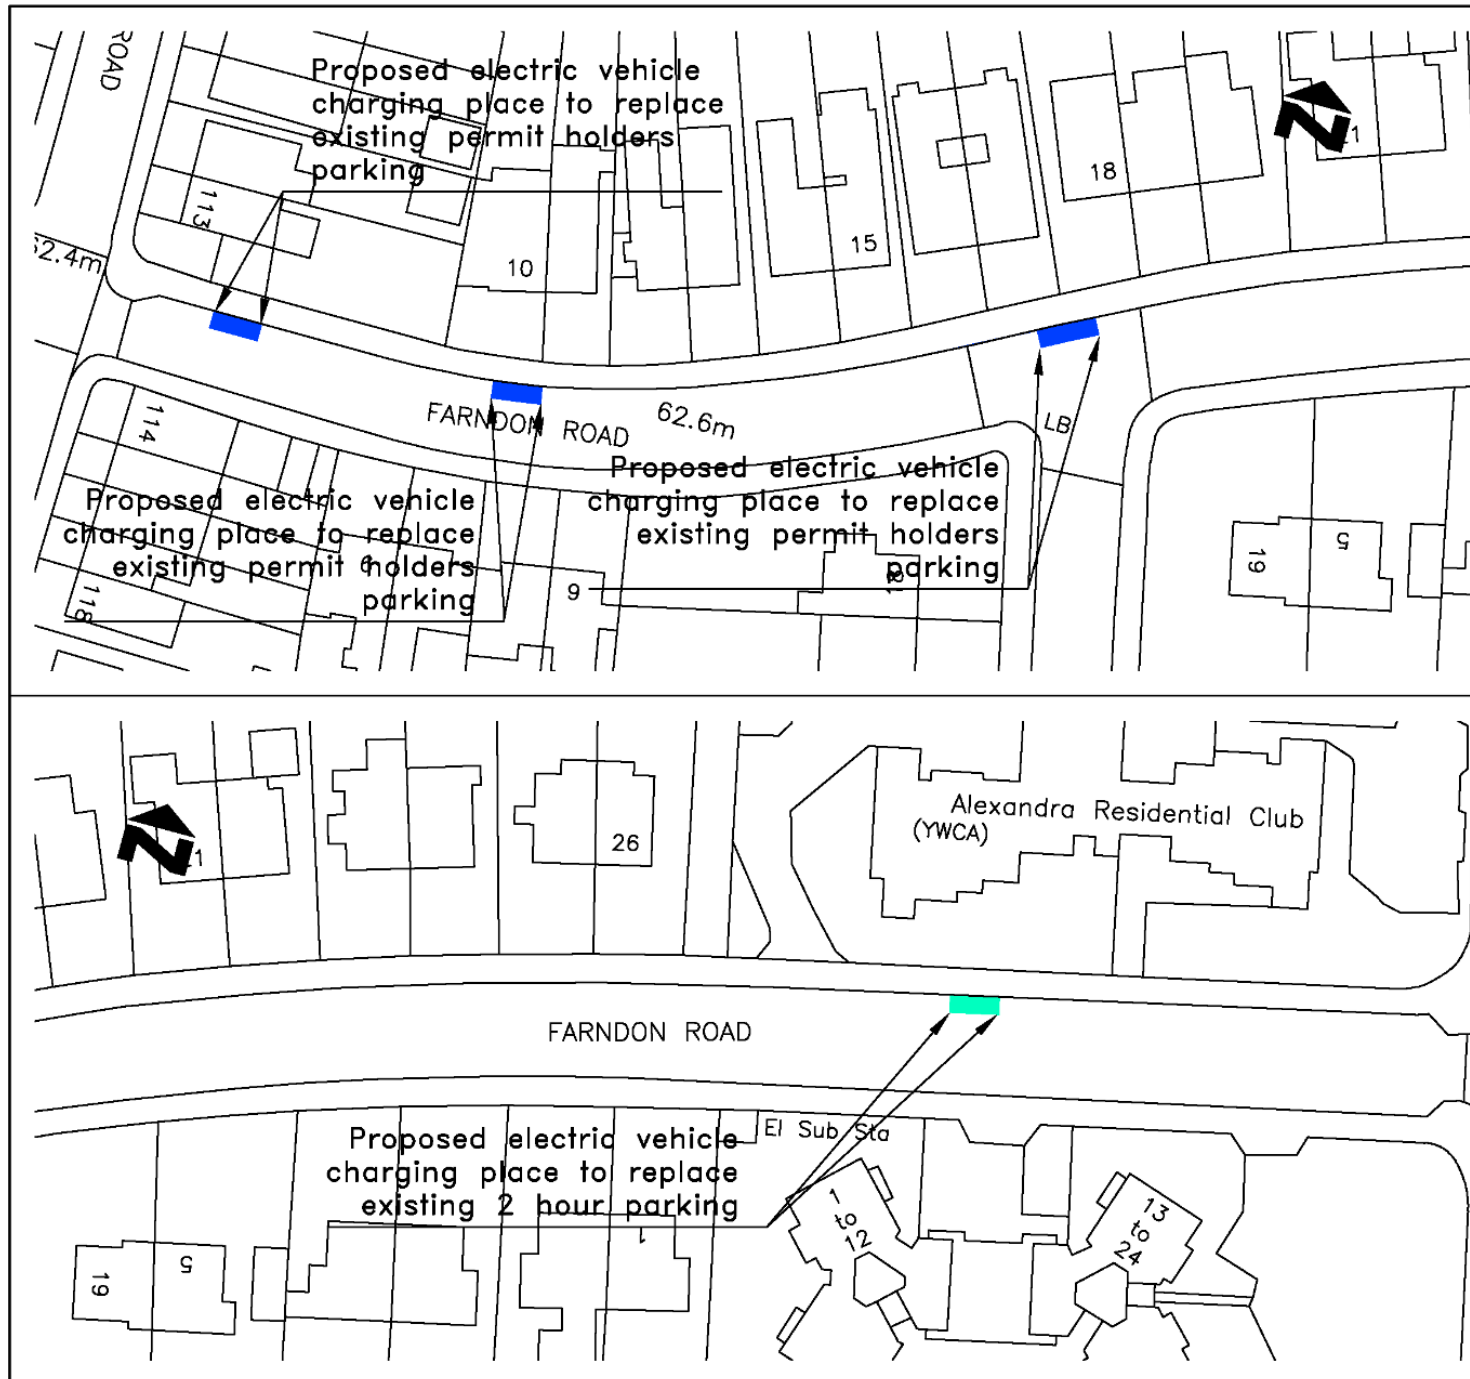 ROAD
Proposed electric vehicle
charging place to replace
existing permit holders
parking
113
62.4m
10
15
18
21
FARNDON ROAD
62.6m
LB
114
118
Proposed electric vehicle
charging place to replace
existing permit holders
parking
6
9
Proposed electric vehicle
charging place to replace
existing permit holders
parking
19
5
N
N
26
Alexandra Residential Club
(YWCA)
FARNDON ROAD
El Sub Sta
Proposed electric vehicle
charging place to replace
existing 2 hour parking
1
1
to
12
13
to
24
19
5